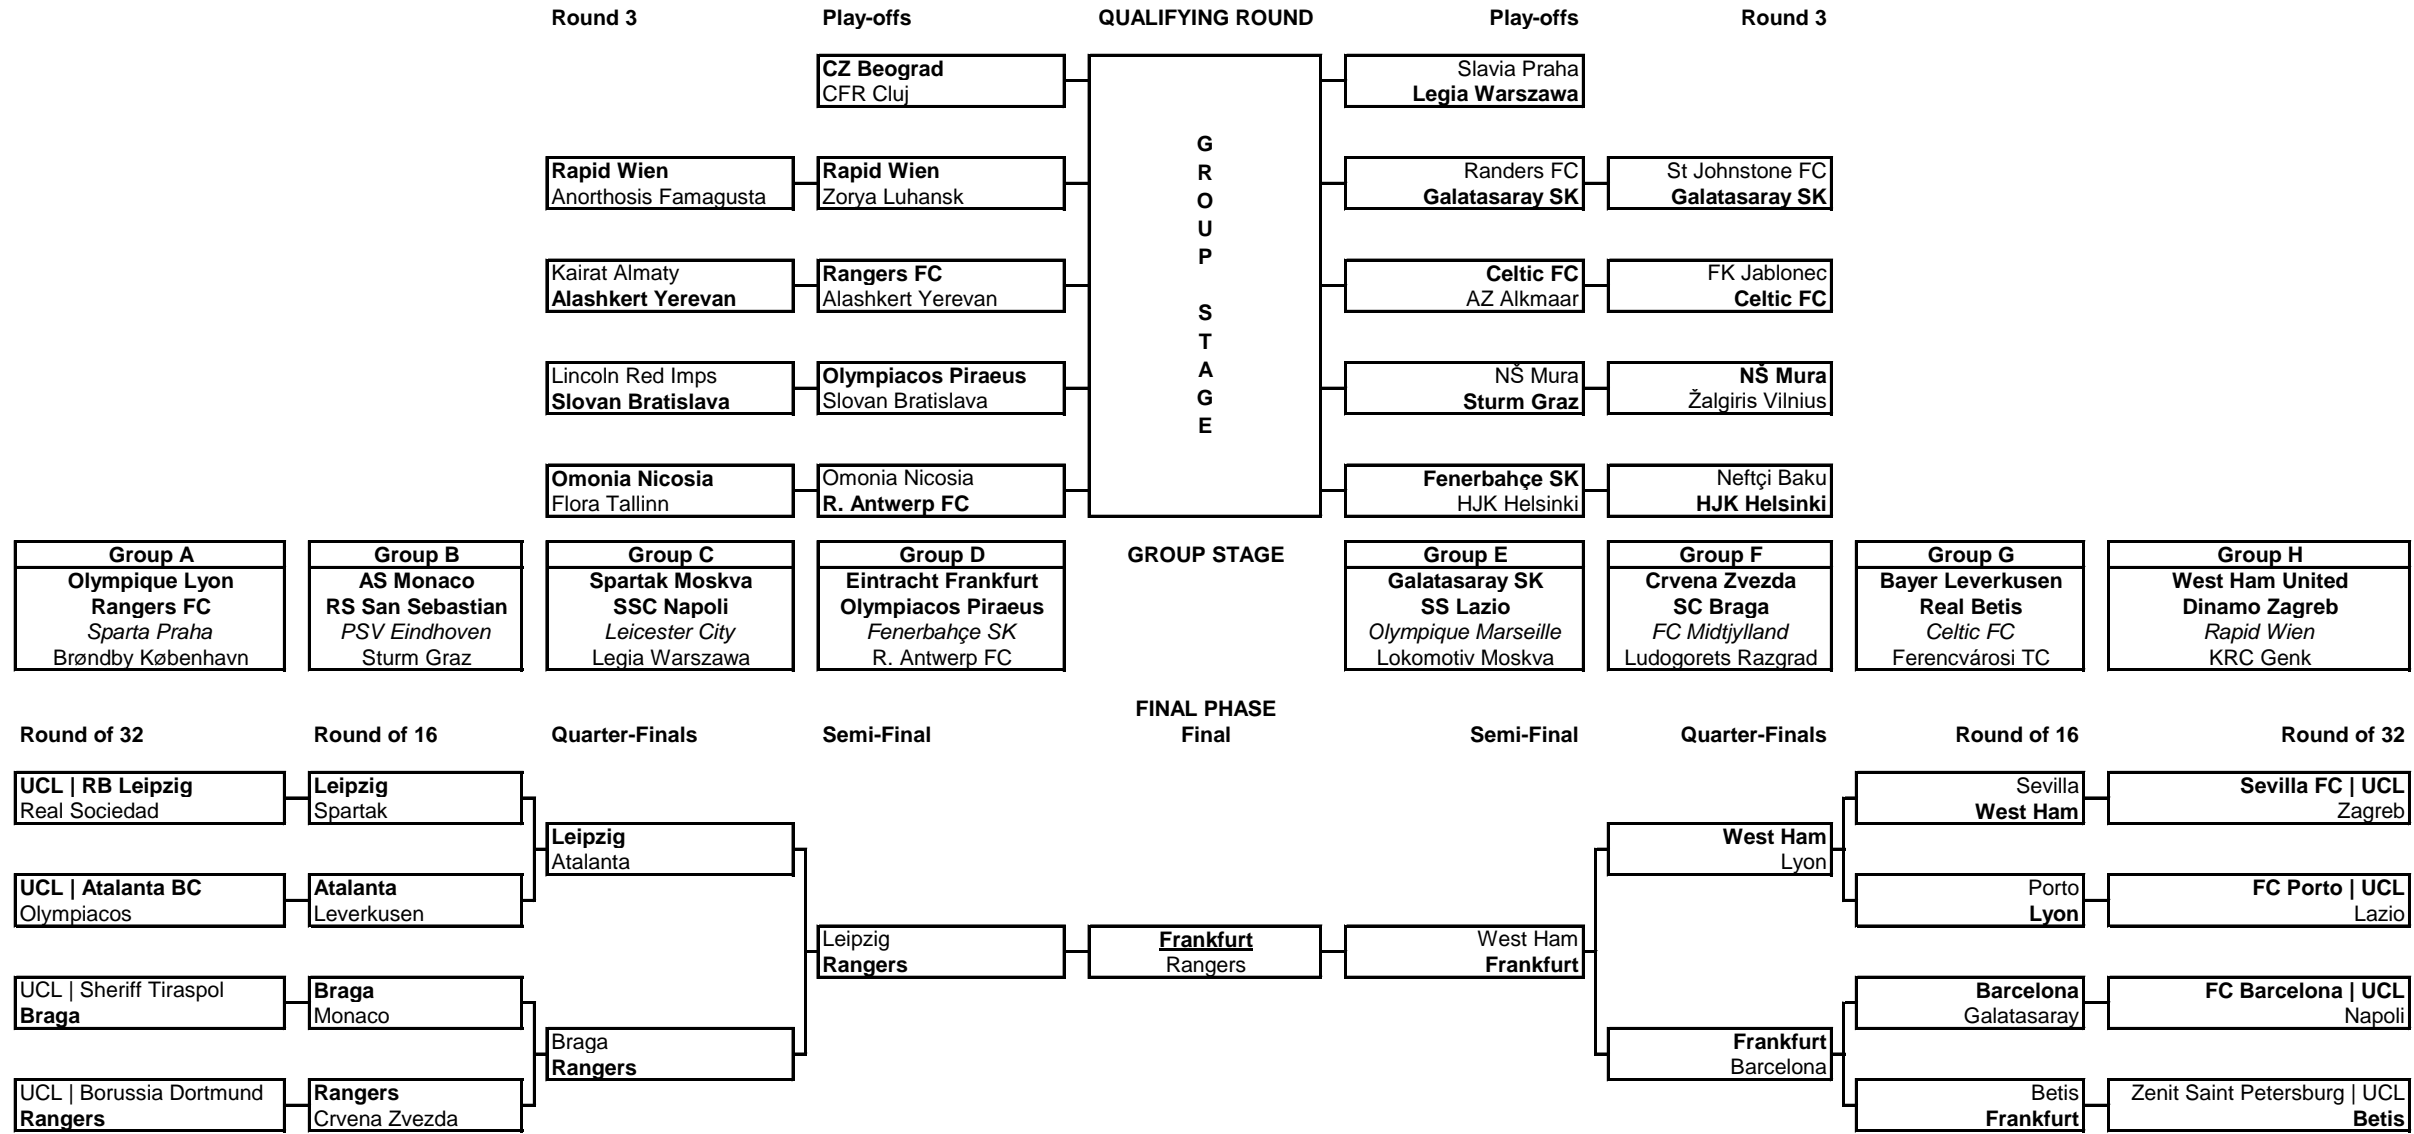 Round 3 Play-offs QUALIFYING ROUND Play-offs Round 3
CZ Beograd
CFR Cluj
Slavia Praha
Legia Warszawa
GROUP STAGE
Rapid Wien
Anorthosis Famagusta
Rapid Wien
Zorya Luhansk
Randers FC
Galatasaray SK
St Johnstone FC
Galatasaray SK
Kairat Almaty
Alashkert Yerevan
Rangers FC
Alashkert Yerevan
Celtic FC
AZ Alkmaar
FK Jablonec
Celtic FC
Lincoln Red Imps
Slovan Bratislava
Olympiacos Piraeus
Slovan Bratislava
NŠ Mura
Sturm Graz
NŠ Mura
Žalgiris Vilnius
Omonia Nicosia
Flora Tallinn
Omonia Nicosia
R. Antwerp FC
Fenerbahçe SK
HJK Helsinki
Neftçi Baku
HJK Helsinki
Group A
Olympique Lyon
Rangers FC
Sparta Praha
Brøndby København
Group B
AS Monaco
RS San Sebastian
PSV Eindhoven
Sturm Graz
Group C
Spartak Moskva
SSC Napoli
Leicester City
Legia Warszawa
Group D
Eintracht Frankfurt
Olympiacos Piraeus
Fenerbahçe SK
R. Antwerp FC
GROUP STAGE
Group E
Galatasaray SK
SS Lazio
Olympique Marseille
Lokomotiv Moskva
Group F
Crvena Zvezda
SC Braga
FC Midtjylland
Ludogorets Razgrad
Group G
Bayer Leverkusen
Real Betis
Celtic FC
Ferencvárosi TC
Group H
West Ham United
Dinamo Zagreb
Rapid Wien
KRC Genk
FINAL PHASE
Round of 32 Round of 16 Quarter-Finals Semi-Final Final Semi-Final Quarter-Finals Round of 16 Round of 32
UCL | RB Leipzig
Real Sociedad
Leipzig
Spartak
Sevilla
West Ham
Sevilla FC | UCL
Zagreb
Leipzig
Atalanta
West Ham
Lyon
UCL | Atalanta BC
Olympiacos
Atalanta
Leverkusen
Porto
Lyon
FC Porto | UCL
Lazio
Leipzig
Rangers
Frankfurt
Rangers
West Ham
Frankfurt
UCL | Sheriff Tiraspol
Braga
Braga
Monaco
Barcelona
Galatasaray
FC Barcelona | UCL
Napoli
Braga
Rangers
Frankfurt
Barcelona
UCL | Borussia Dortmund
Rangers
Rangers
Crvena Zvezda
Betis
Frankfurt
Zenit Saint Petersburg | UCL
Betis